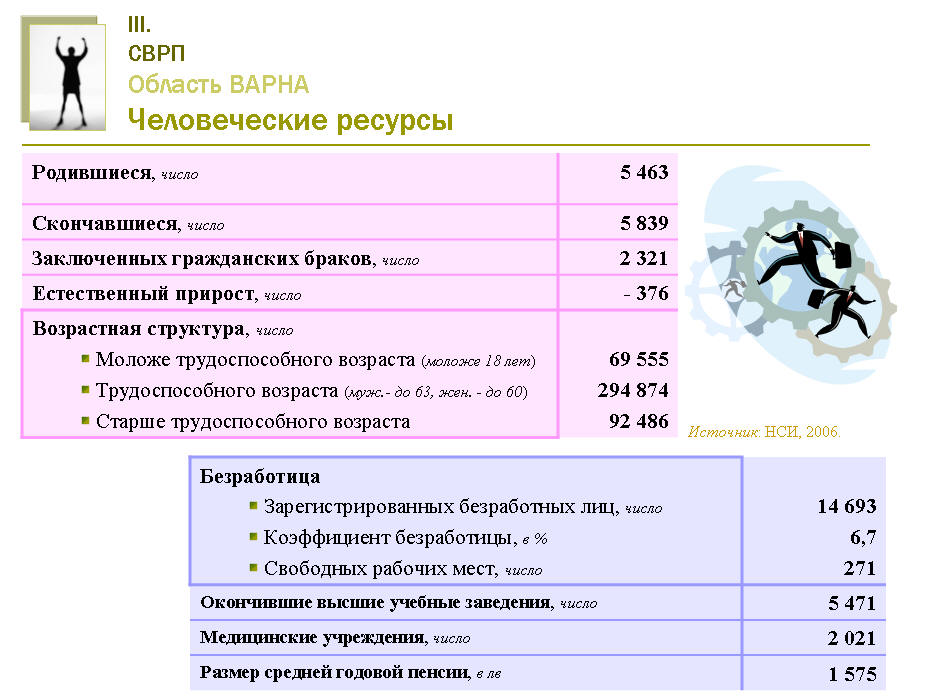 III.
СВРП
Область ВАРНА
Человеческие ресурсы
Родившиеся, число 5 463
Скончавшиеся, число 5 839
Заключенных гражданских браков, число 2 321
Естественный прирост, число - 376
Возрастная структура, число
Моложе трудоспособного возраста (моложе 18 лет) 69 555
Трудоспособного возраста (муж.- до 63, жен. - до 60) 294 874
Старше трудоспособного возраста 92 486
Источник: НСИ, 2006.
Безработица
Зарегистрированных безработных лиц, число 14 693
Коэффициент безработицы, в % 6,7
Свободных рабочих мест, число 271
Окончившие высшие учебные заведения, число 5 471
Медицинские учреждения, число 2 021
Размер средней годовой пенсии, в лв 1 575